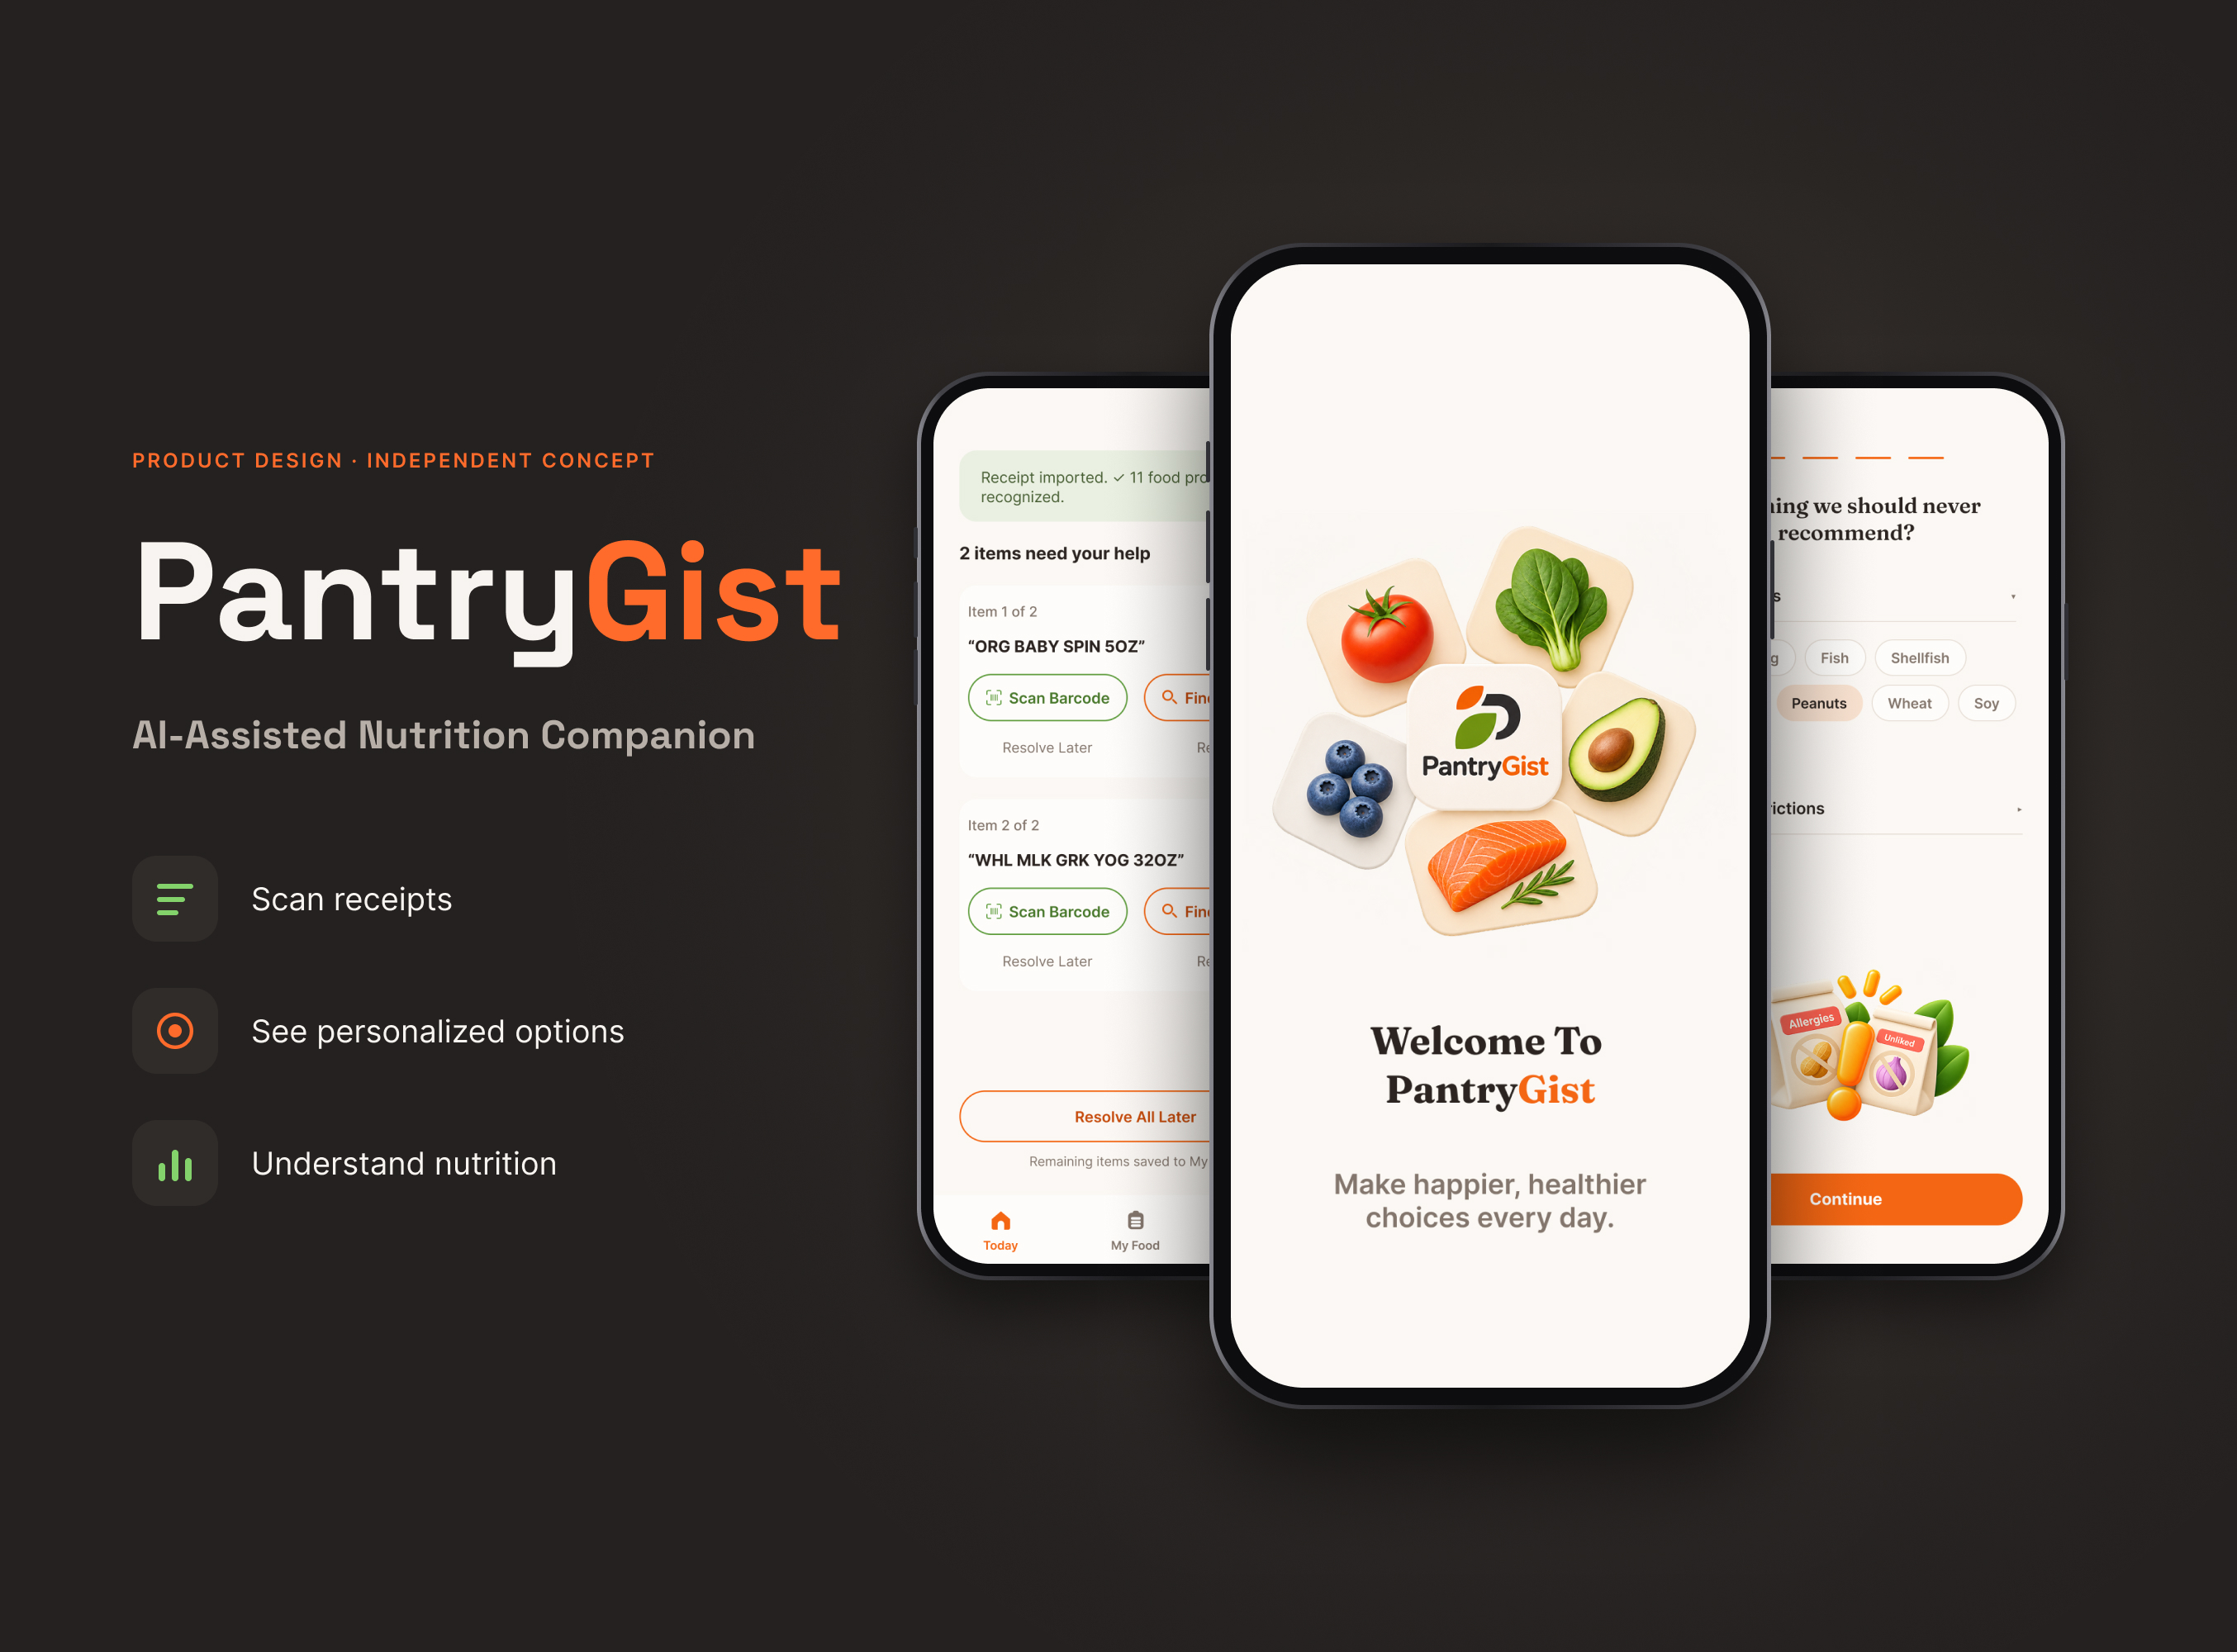 PRODUCT DESIGN · INDEPENDENT CONCEPT
PantryGist
AI-Assisted Nutrition Companion
Scan receipts
See personalized options
Understand nutrition
Receipt imported. ✓ 11 food
recognized.
2 items need your help
Item 1 of 2
“ORG BABY SPIN 5OZ”
Scan Barcode
Resolve Later
Item 2 of 2
“WHL MLK GRK YOG 32OZ”
Scan Barcode
Resolve Later
Resolve All Later
Remaining items saved to My
Today
My Food
PantryGist
Welcome To
PantryGist
Make happier, healthier
choices every day.
we should never
recommend?
Fish
Shellfish
Peanuts
Wheat
Soy
Allergies
Unliked
Continue